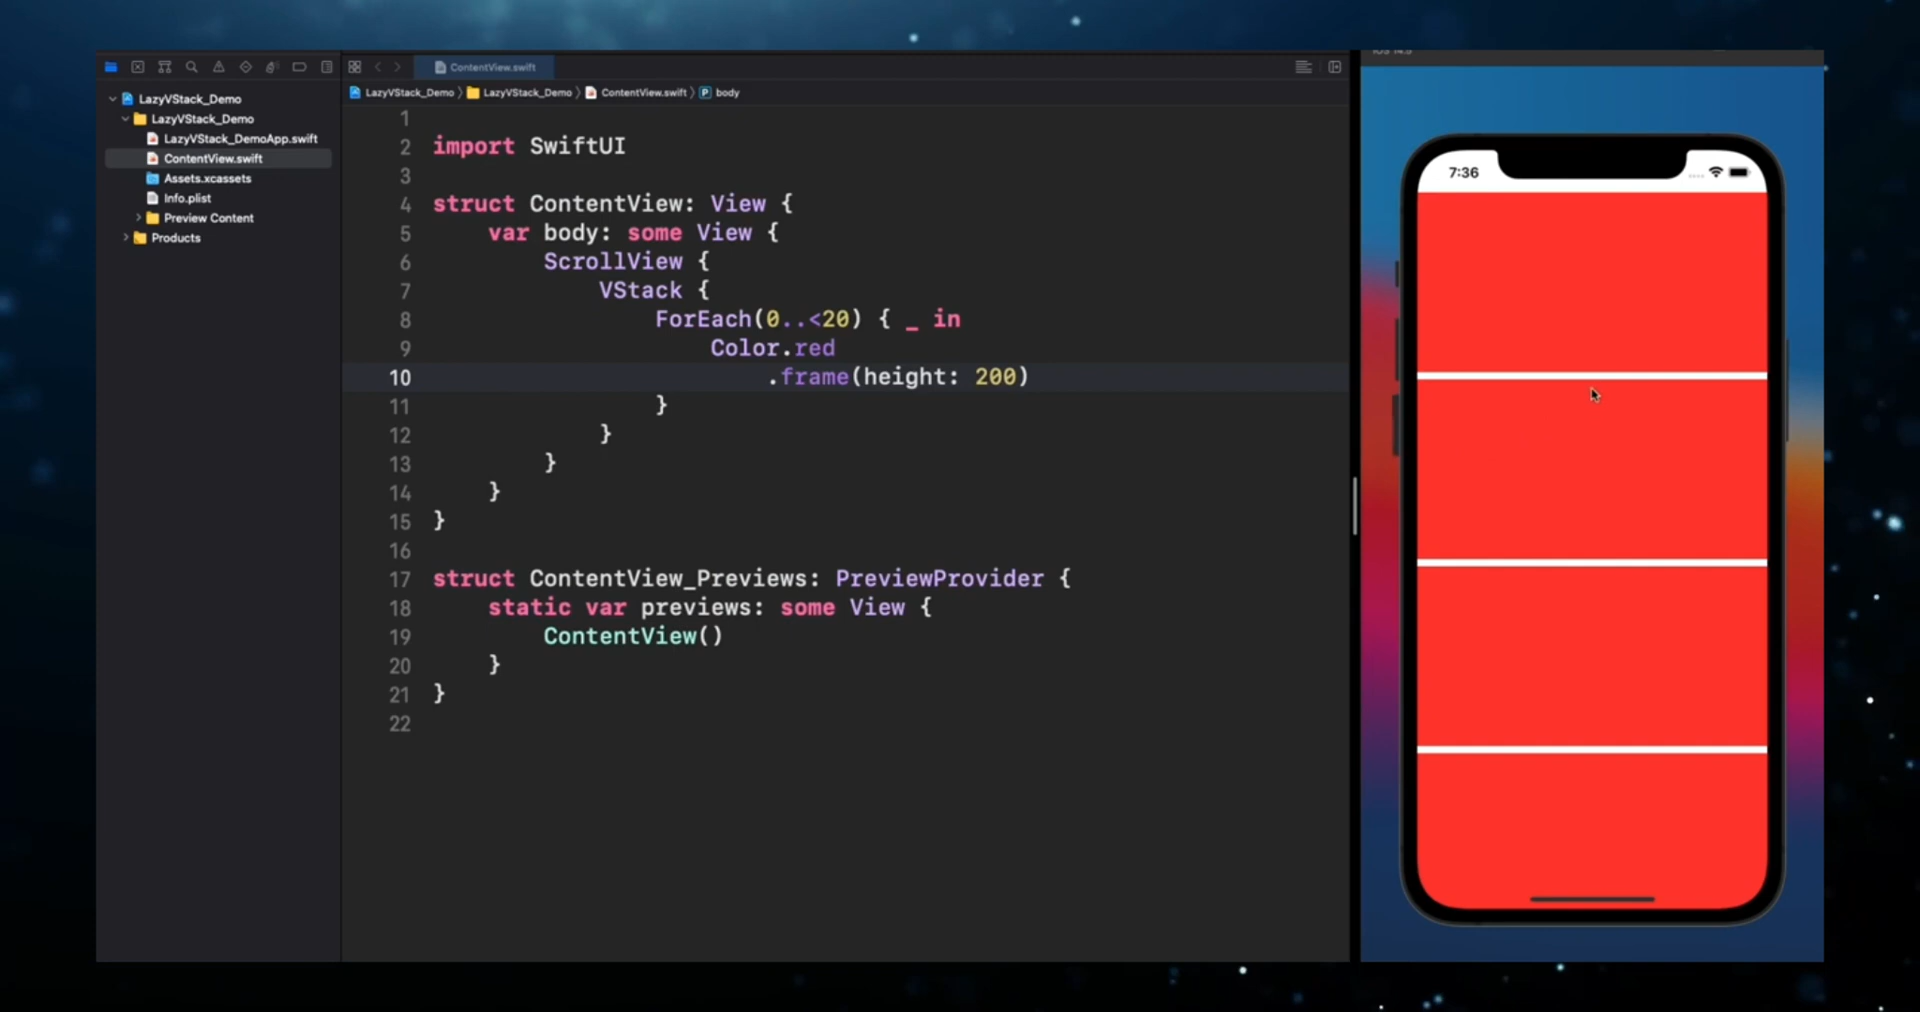 ContentView.swift
LazyVStack_Demo
LazyVStack_Demo
LazyVStack_DemoApp.swift
ContentView.swift
Assets.xcassets
Info.plist
Preview Content
Products
LazyVStack_Demo 〉 LazyVStack_Demo 〉 ContentView.swift 〉 P body
1
2 import SwiftUI
3
4 struct ContentView: View {
5 var body: some View {
6 ScrollView {
7 VStack {
8 ForEach(0..<20) { _ in
9 Color.red
10 .frame(height: 200)
11 }
12 }
13 }
14 }
15 }
16
17 struct ContentView_Previews: PreviewProvider {
18 static var previews: some View {
19 ContentView()
20 }
21 }
22
7:36